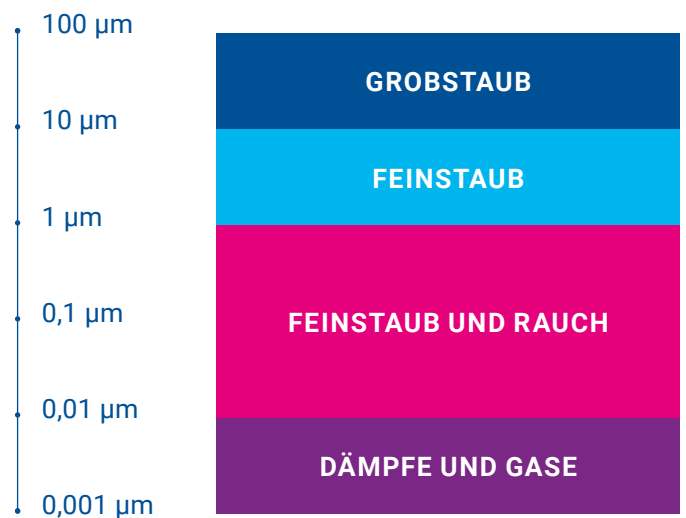 100 µm
GROBSTAUB
10 µm
FEINSTAUB
1 µm
0,1 µm
FEINSTAUB UND RAUCH
0,01 µm
DÄMPFE UND GASE
0,001 µm